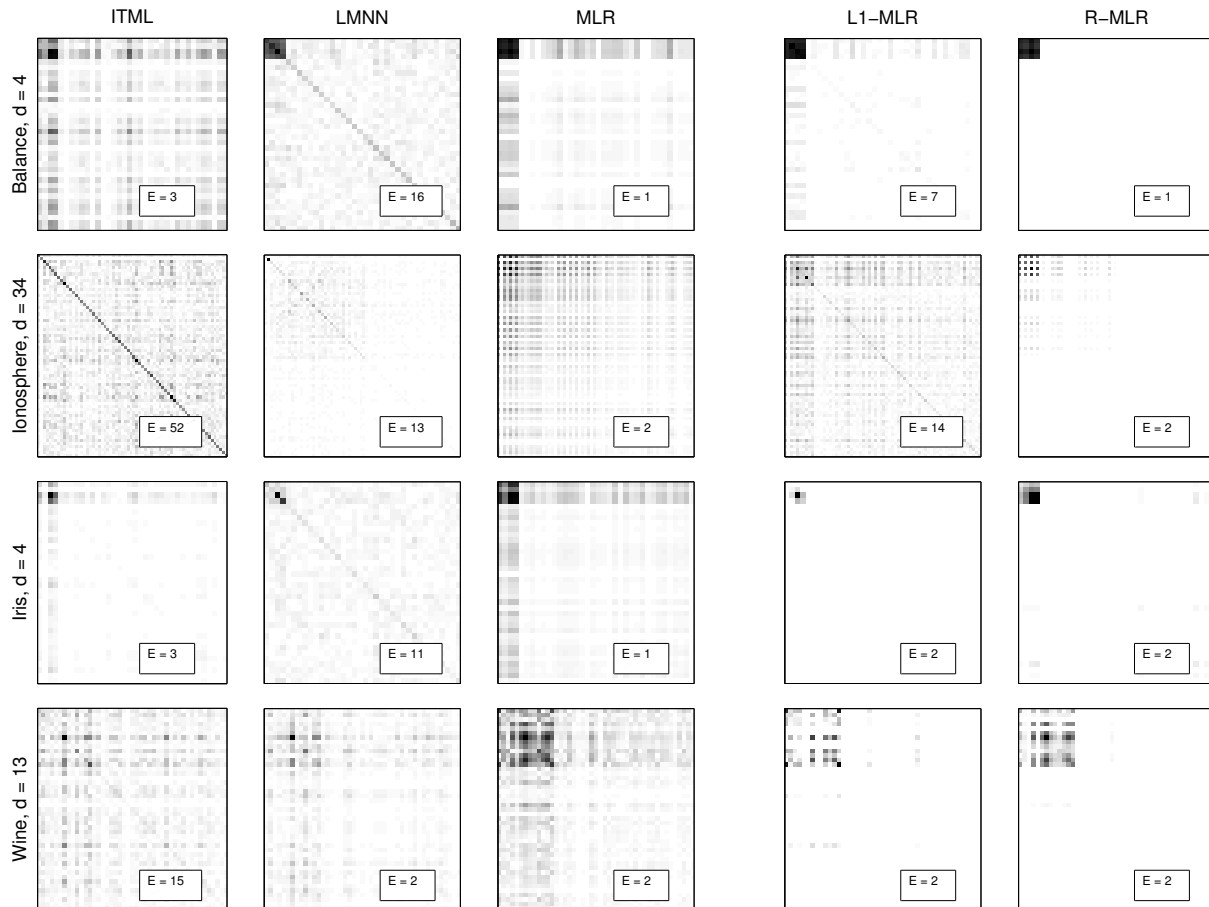 ITML LMNN MLR L1−MLR R−MLR
Balance, d = 4
E = 3 E = 16 E = 1 E = 7 E = 1
Ionosphere, d = 34
E = 52 E = 13 E = 2 E = 14 E = 2
Iris, d = 4
E = 3 E = 11 E = 1 E = 2 E = 2
Wine, d = 13
E = 15 E = 2 E = 2 E = 2 E = 2